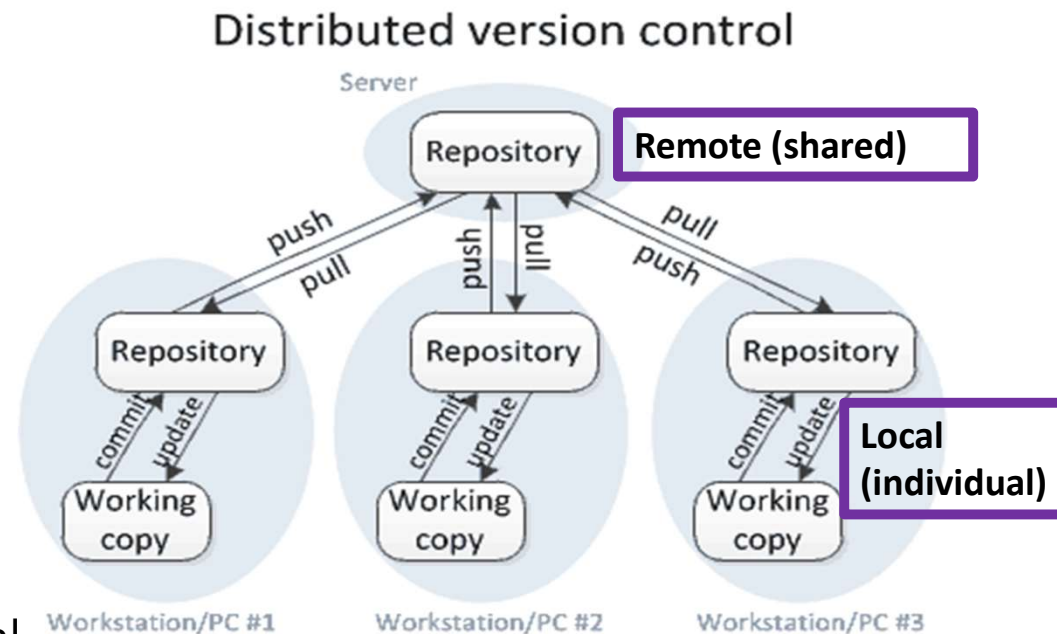 Distributed version control
Server
Repository
Remote (shared)
push
pull
push
pull
pull
push
Repository
Repository
Repository
commit
update
commit
update
commit
update
Local
(individual)
Working
copy
Working
copy
Working
copy
Workstation/PC #1
Workstation/PC #2
Workstation/PC #3